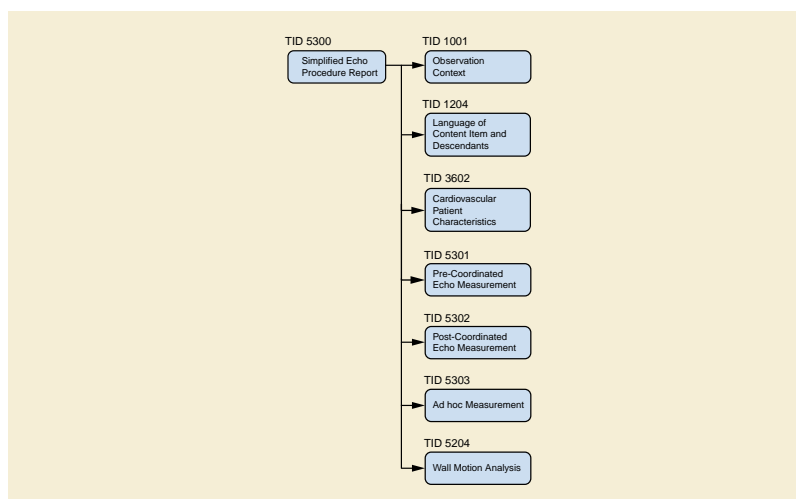 TID 5300
Simplified Echo
Procedure Report
TID 1001
Observation
Context
TID 1204
Language of
Content Item and
Descendants
TID 3602
Cardiovascular
Patient
Characteristics
TID 5301
Pre-Coordinated
Echo Measurement
TID 5302
Post-Coordinated
Echo Measurement
TID 5303
Ad hoc Measurement
TID 5204
Wall Motion Analysis